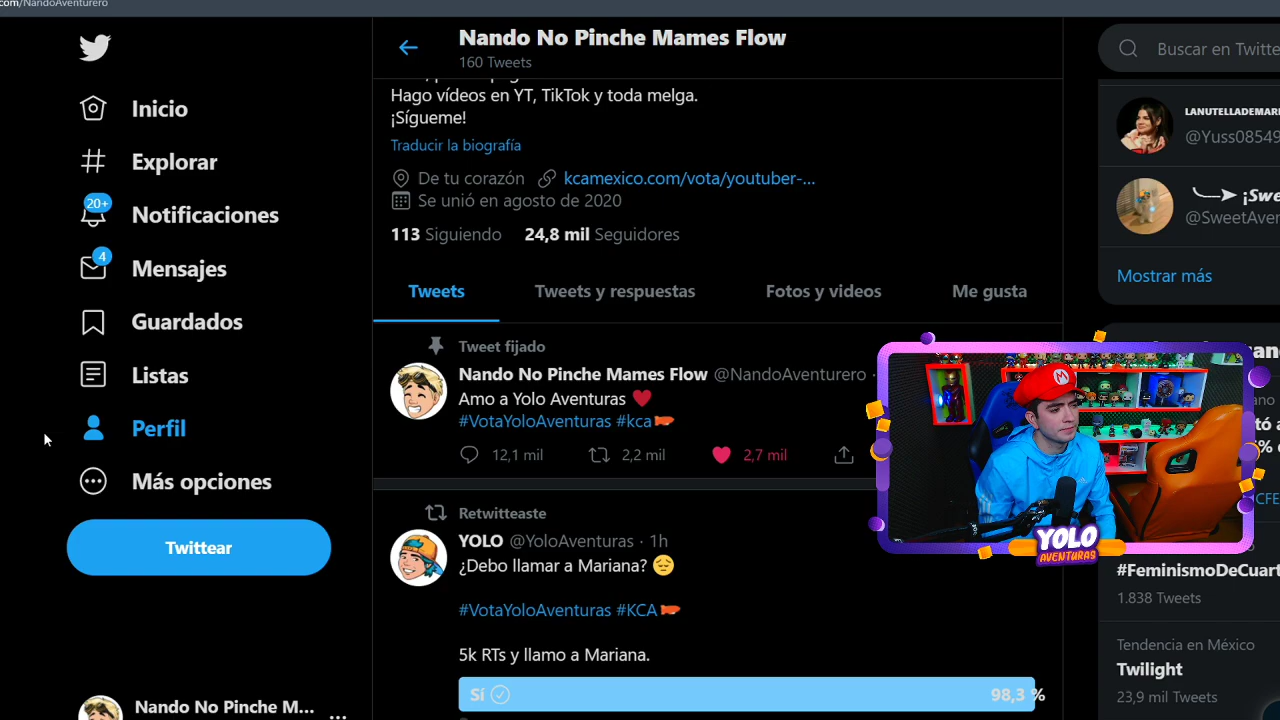 com/NandoAventurero
Inicio
Explorar
20+
Notificaciones
4
Mensajes
Guardados
Listas
Perfil
Más opciones
Twittear
Nando No Pinche M...
Nando No Pinche Mames Flow
160 Tweets
Hago vídeos en YT, TikTok y toda melga.
¡Sígueme!
Traducir la biografía
De tu corazón kcamexico.com/vota/youtuber-...
Se unió en agosto de 2020
113 Siguiendo 24,8 mil Seguidores
Tweets Tweets y respuestas Fotos y videos Me gusta
Tweet fijado
Nando No Pinche Mames Flow @NandoAventurero ·
Amo a Yolo Aventuras ♥
#VotaYoloAventuras #kca
12,1 mil 2,2 mil 2,7 mil
Retwitteaste
YOLO @YoloAventuras · 1h
¿Debo llamar a Mariana? 😔
#VotaYoloAventuras #KCA
5k RTs y llamo a Mariana.
Sí 98,3 %
Buscar en Twitte
LANUTELLADEMAR
@Yuss08549
¡Swe
@SweetAver
Mostrar más
YOLO
AVENTURAS
#FeminismoDeCuart
1.838 Tweets
Tendencia en México
Twilight
23,9 mil Tweets